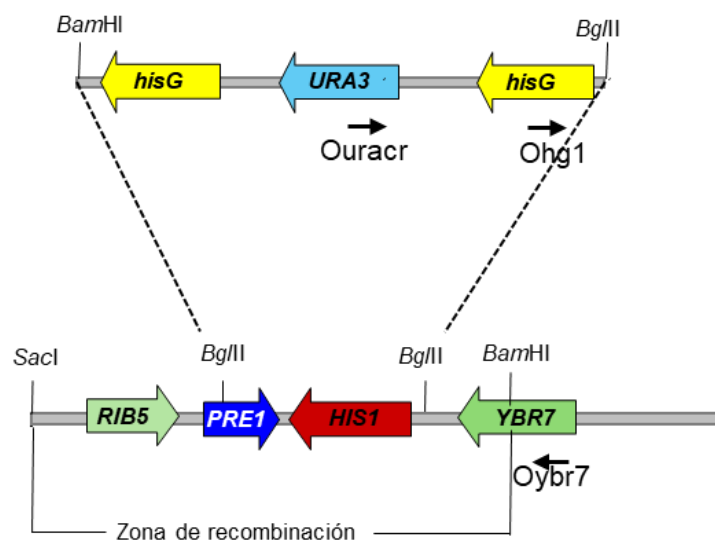 BamHI
BglII
hisG
URA3
hisG
Ouracr
Ohg1
SacI
BglII
BglII
BamHI
RIB5
PRE1
HIS1
YBR7
Oybr7
Zona de recombinación